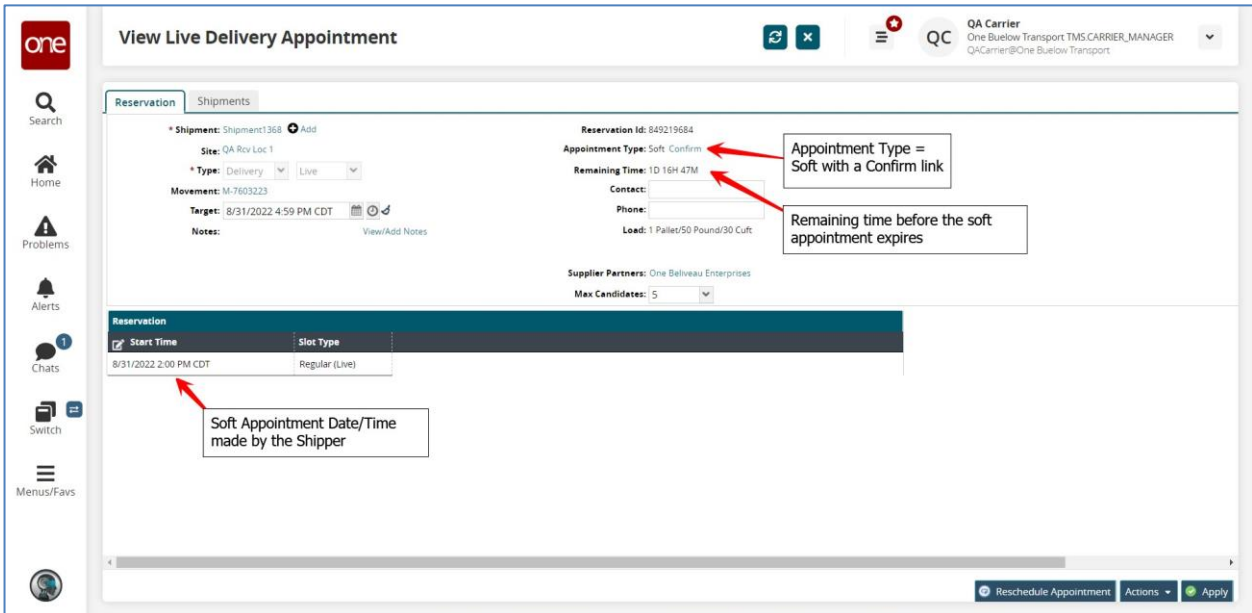 one
View Live Delivery Appointment
QC
QA Carrier
One Buelow Transport TMS.CARRIER_MANAGER
QACarrier@One Buelow Transport
Search
Home
Problems
Alerts
1
Chats
Switch
Menus/Favs
Reservation Shipments
* Shipment: Shipment1368 Add
Site: QA Rcv Loc 1
* Type: Delivery Live
Movement: M-7603223
Target: 8/31/2022 4:59 PM CDT
Notes: View/Add Notes
Reservation Id: 849219684
Appointment Type: Soft Confirm
Remaining Time: 1D 16H 47M
Contact:
Phone:
Load: 1 Pallet/50 Pound/30 Cuft
Supplier Partners: One Beliveau Enterprises
Max Candidates: 5
Appointment Type =
Soft with a Confirm link
Remaining time before the soft
appointment expires
Reservation
Start Time Slot Type
8/31/2022 2:00 PM CDT Regular (Live)
Soft Appointment Date/Time
made by the Shipper
Reschedule Appointment Actions Apply